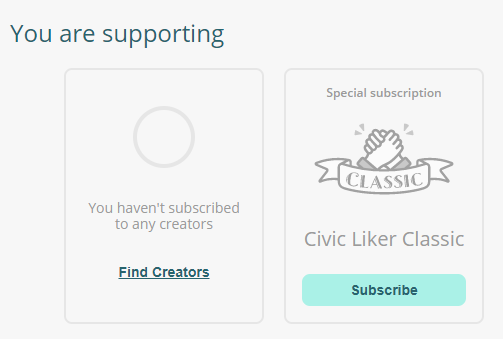 You are supporting
You haven't subscribed
to any creators
Find Creators
Special subscription
CLASSIC
Civic Liker Classic
Subscribe